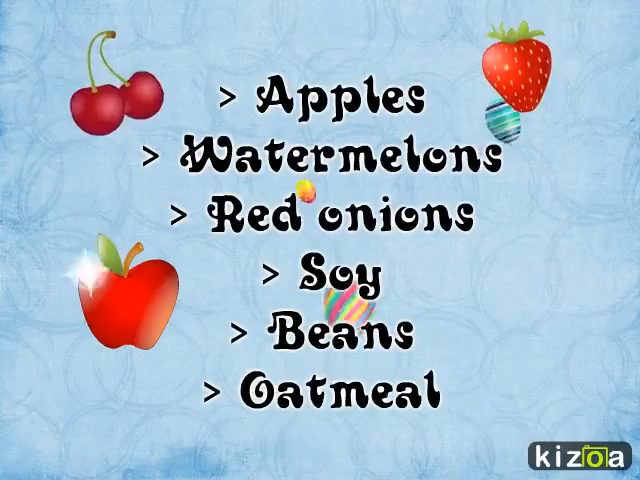 > Apples
> Watermelons
> Red onions
> Soy
> Beans
> Oatmeal
kizoa